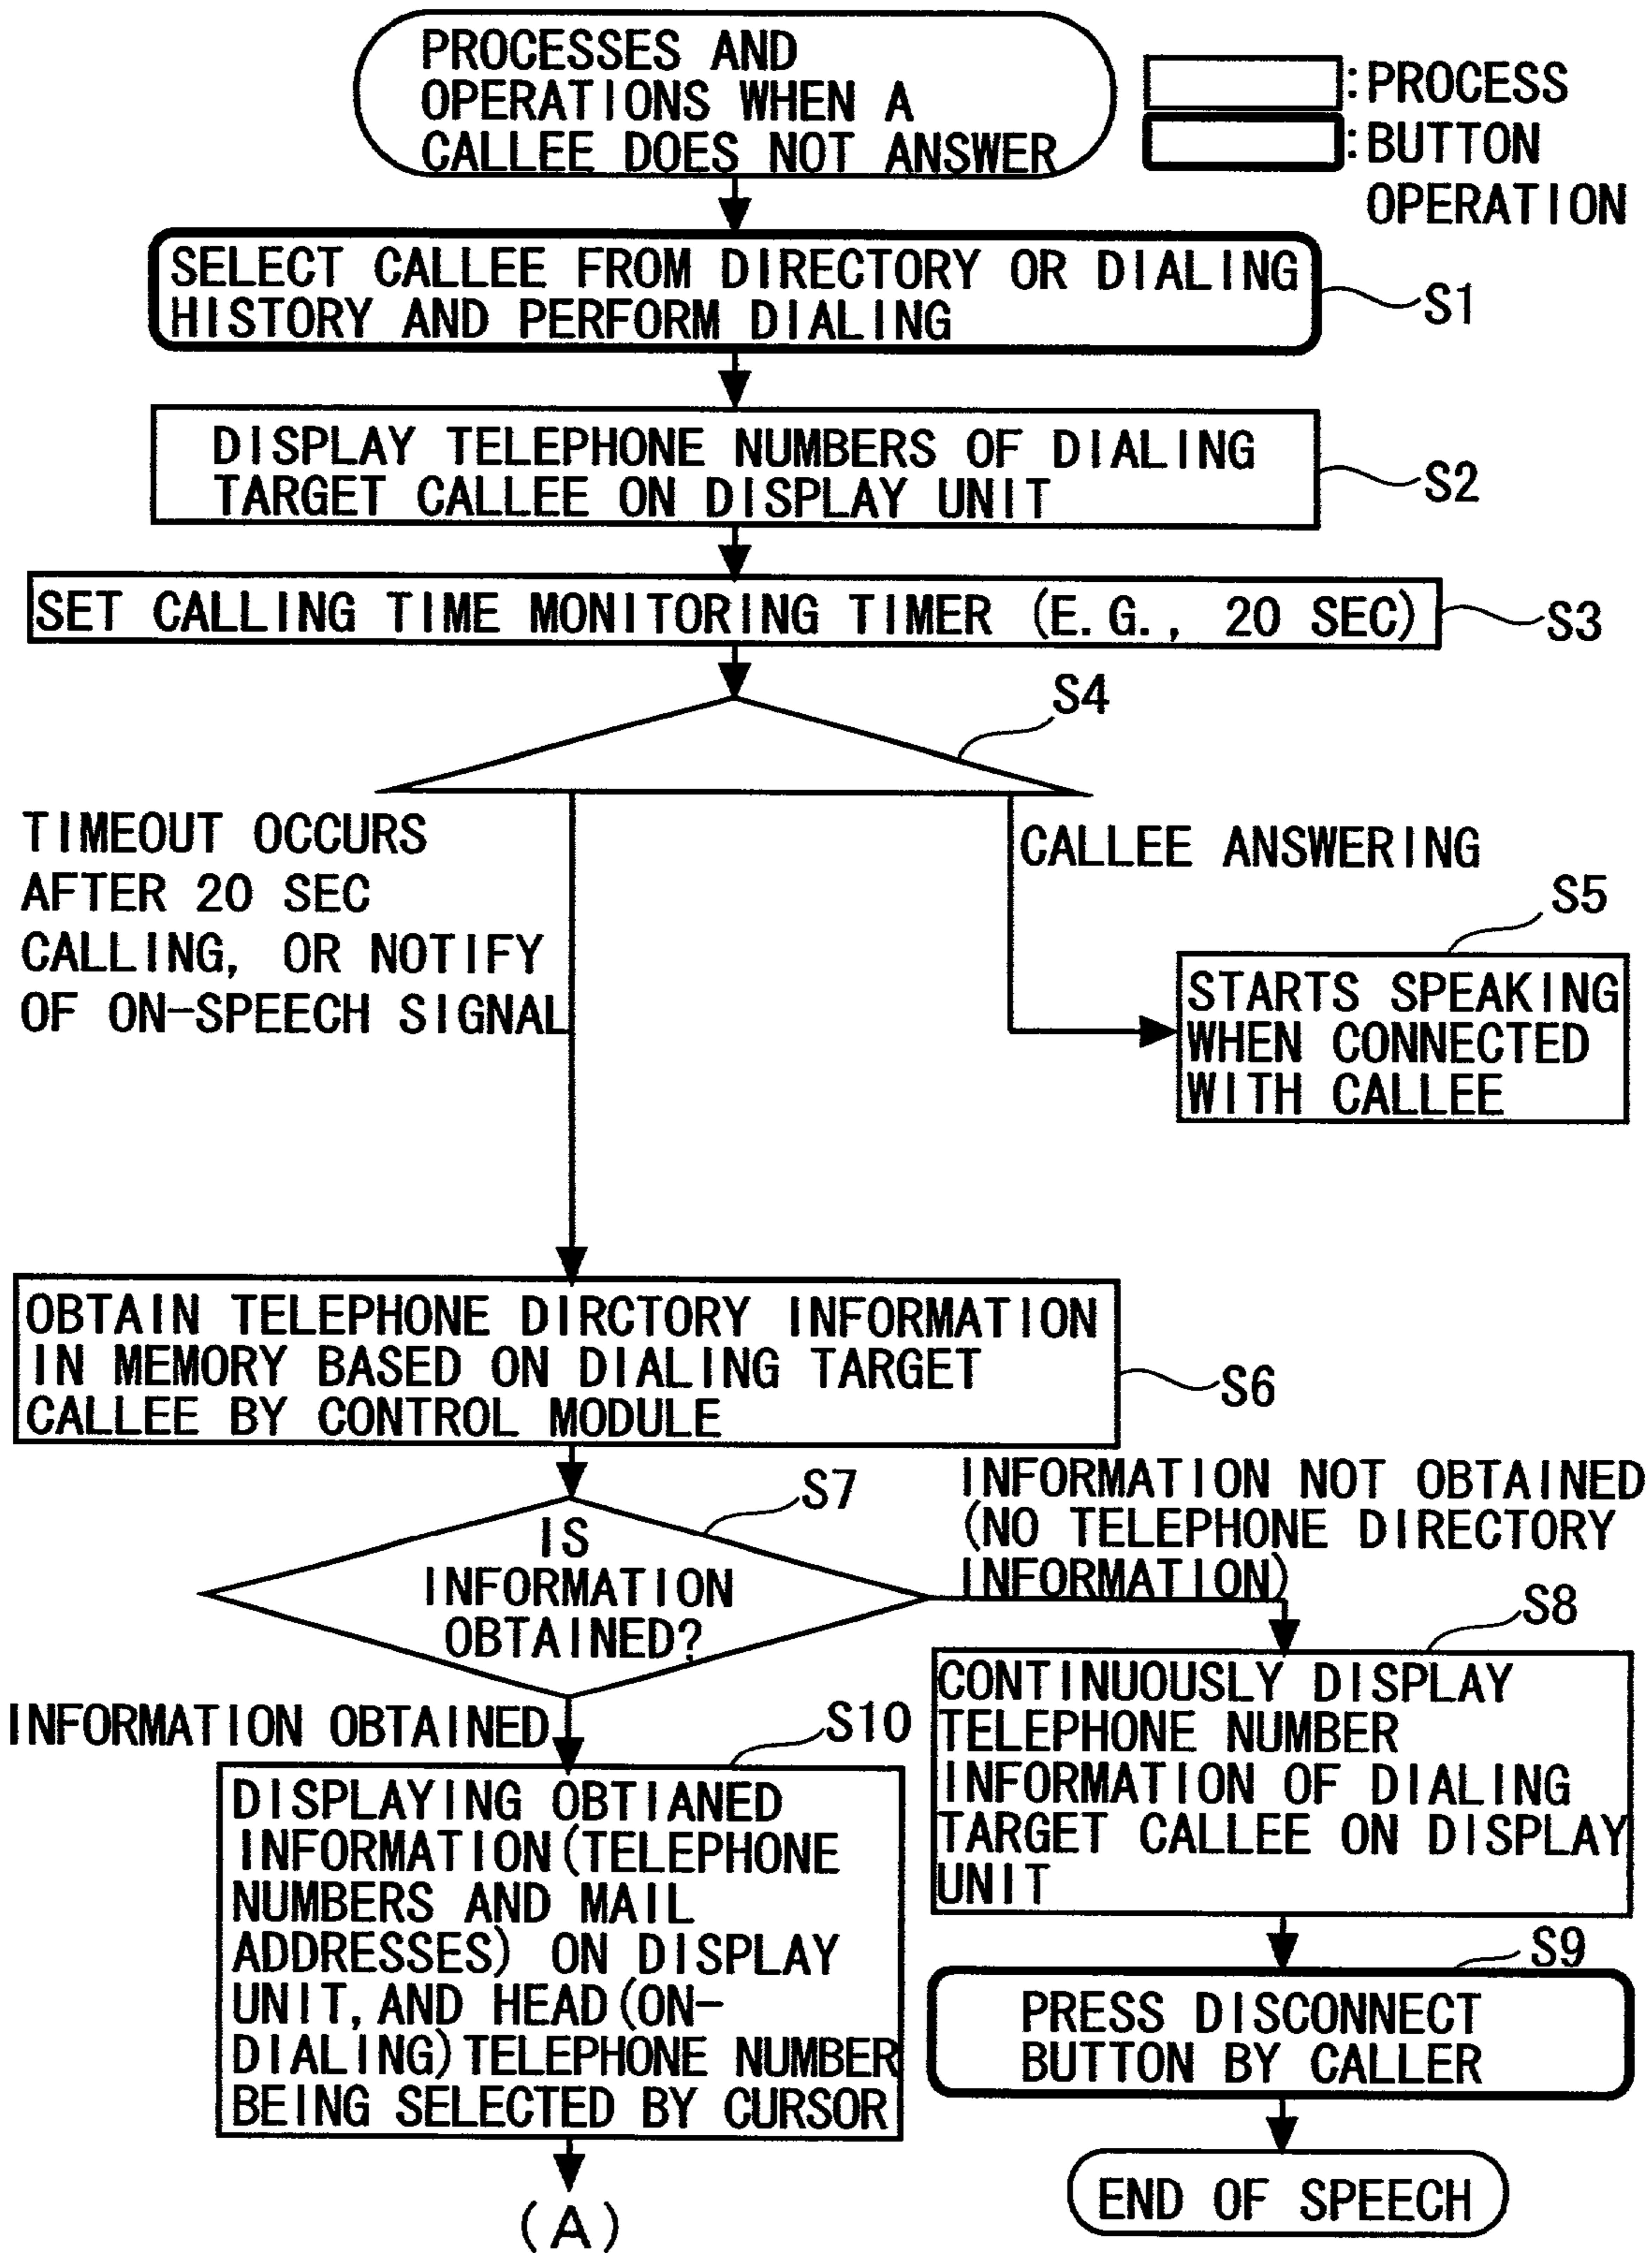 PROCESSES AND
OPERATIONS WHEN A
CALLEE DOES NOT ANSWER
:PROCESS
:BUTTON
OPERATION
SELECT CALLEE FROM DIRECTORY OR DIALING
HISTORY AND PERFORM DIALING
S1
DISPLAY TELEPHONE NUMBERS OF DIALING
TARGET CALLEE ON DISPLAY UNIT
S2
SET CALLING TIME MONITORING TIMER (E.G., 20 SEC)
S3
S4
TIMEOUT OCCURS
AFTER 20 SEC
CALLING, OR NOTIFY
OF ON-SPEECH SIGNAL
CALLEE ANSWERING
S5
STARTS SPEAKING
WHEN CONNECTED
WITH CALLEE
OBTAIN TELEPHONE DIRCTORY INFORMATION
IN MEMORY BASED ON DIALING TARGET
CALLEE BY CONTROL MODULE
S6
S7
IS
INFORMATION
OBTAINED?
INFORMATION NOT OBTAINED
(NO TELEPHONE DIRECTORY
INFORMATION)
S8
CONTINUOUSLY DISPLAY
TELEPHONE NUMBER
INFORMATION OF DIALING
TARGET CALLEE ON DISPLAY
UNIT
INFORMATION OBTAINED
S10
DISPLAYING OBTIANED
INFORMATION(TELEPHONE
NUMBERS AND MAIL
ADDRESSES) ON DISPLAY
UNIT, AND HEAD(ON-
DIALING)TELEPHONE NUMBER
BEING SELECTED BY CURSOR
(A)
S9
PRESS DISCONNECT
BUTTON BY CALLER
END OF SPEECH